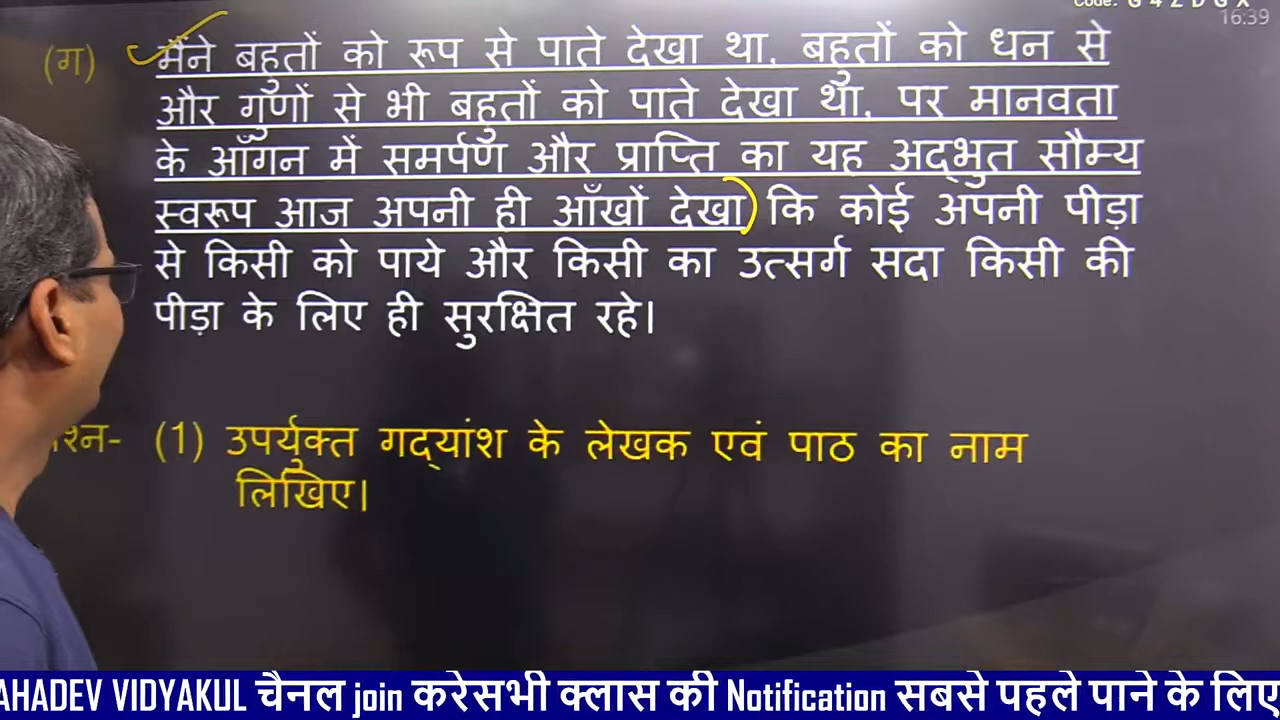 Code: G 4 Z D G X
16:39
(ग) मैंने बहुतों को रूप से पाते देखा था, बहुतों को धन से
और गुणों से भी बहुतों को पाते देखा था, पर मानवता
के आँगन में समर्पण और प्राप्ति का यह अद्भुत सौम्य
स्वरूप आज अपनी ही आँखों देखा) कि कोई अपनी पीड़ा
से किसी को पाये और किसी का उत्सर्ग सदा किसी की
पीड़ा के लिए ही सुरक्षित रहे।
(1) उपर्युक्त गद्यांश के लेखक एवं पाठ का नाम
लिखिए।
VIDYAKUL चैनल join करेसभी क्लास की Notification सबसे पहले पाने के लिए